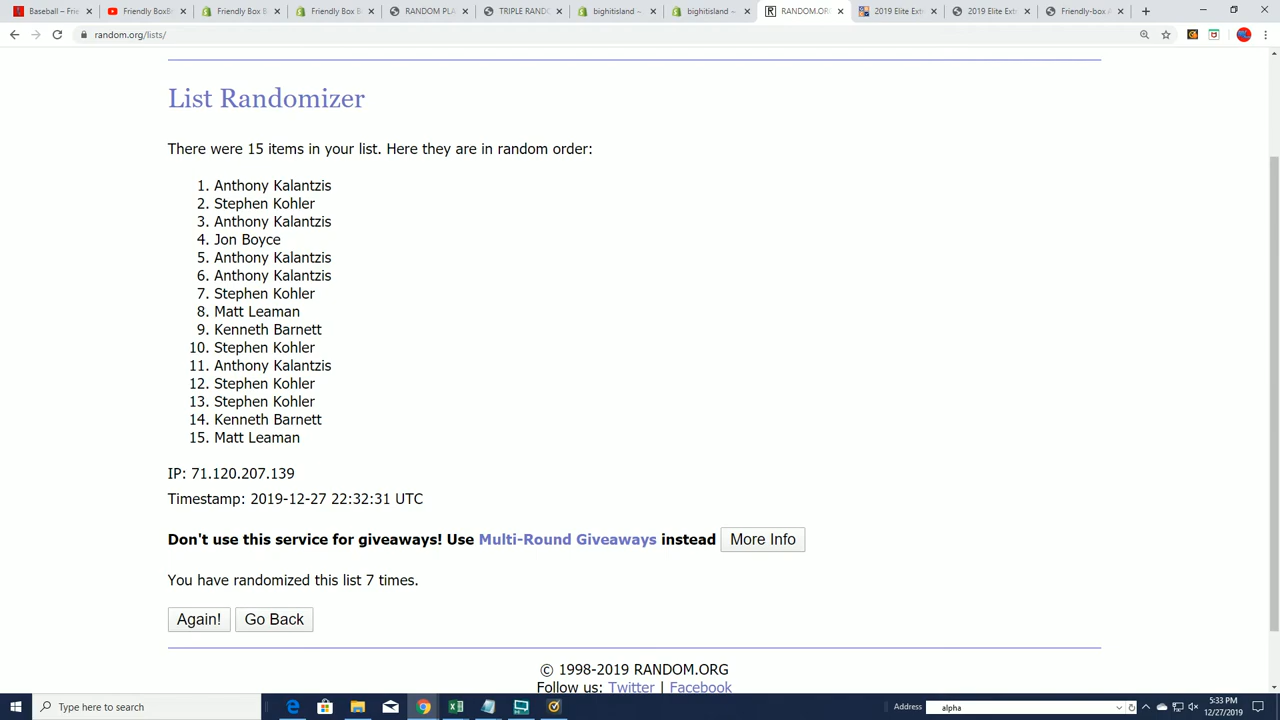 Baseball – Frie
Friendly BoxBr
Friendly Box B
Friendly Box Br
RANDOM PLA
TRIPLE RANDO
bighitisland –
bighitisland –
RANDOM.OR
2019 Elite Extr
2019 Elite Extr
Friendly-box A
random.org/lists/
List Randomizer
There were 15 items in your list. Here they are in random order:
1. Anthony Kalantzis
2. Stephen Kohler
3. Anthony Kalantzis
4. Jon Boyce
5. Anthony Kalantzis
6. Anthony Kalantzis
7. Stephen Kohler
8. Matt Leaman
9. Kenneth Barnett
10. Stephen Kohler
11. Anthony Kalantzis
12. Stephen Kohler
13. Stephen Kohler
14. Kenneth Barnett
15. Matt Leaman
IP: 71.120.207.139
Timestamp: 2019-12-27 22:32:31 UTC
Don't use this service for giveaways! Use Multi-Round Giveaways instead More Info
You have randomized this list 7 times.
Again! Go Back
© 1998-2019 RANDOM.ORG
Follow us: Twitter | Facebook
Type here to search
Address alpha
5:33 PM
12/27/2019